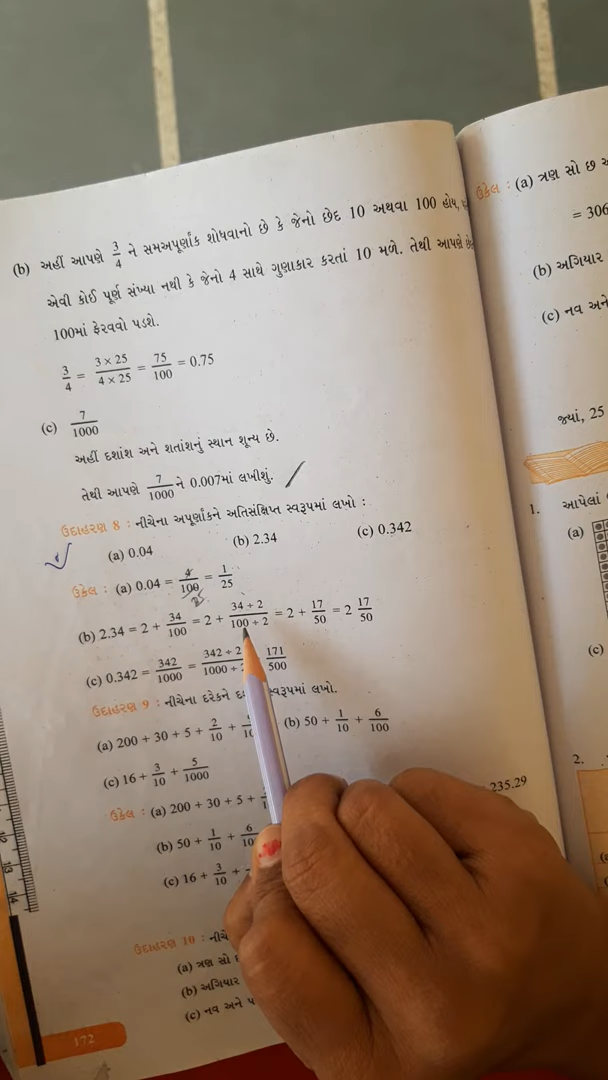 (b) અહીં આપણે 3/4 ને સમઅપૂર્ણાંક શોધવાનો છે કે જેનો છેદ 10 અથવા 100 હોય,
એવી કોઈ પૂર્ણ સંખ્યા નથી કે જેનો 4 સાથે ગુણાકાર કરતાં 10 મળે. તેથી આપણે
100માં ફેરવવો પડશે.
3/4 = (3 × 25)/(4 × 25) = 75/100 = 0.75
(c) 7/1000
અહીં દશાંશ અને શતાંશનું સ્થાન શૂન્ય છે.
તેથી આપણે 7/1000 ને 0.007માં લખીશું.
ઉદાહરણ 8 : નીચેના અપૂર્ણાંકને અતિસંક્ષિપ્ત સ્વરૂપમાં લખો :
(a) 0.04 (b) 2.34 (c) 0.342
ઉકેલ : (a) 0.04 = 4/100 = 1/25
25
(b) 2.34 = 2 + 34/100 = 2 + (34 ÷ 2)/(100 ÷ 2) = 2 + 17/50 = 2 17/50
(c) 0.342 = 342/1000 = (342 ÷ 2)/(1000 ÷ 171/500
ઉદાહરણ 9 : નીચેના દરેકને સ્વરૂપમાં લખો.
(a) 200 + 30 + 5 + 2/10 + (b) 50 + 1/10 + 6/100
(c) 16 + 3/10 + 5/1000
ઉકેલ : (a) 200 + 30 + 5 + 235.29
(b) 50 + 1/10 +
(c) 16 + 3/10 +
ઉદાહરણ 10 :
(a) ત્રણ સો
(b) અગિયાર
(c) નવ અને
172
ઉકેલ : (a) ત્રણ સો છ
= 306
(b) અગિયાર
(c) નવ અને
જ્યાં, 25
1. આપેલાં
(a)
(c)
2.
12
13
14